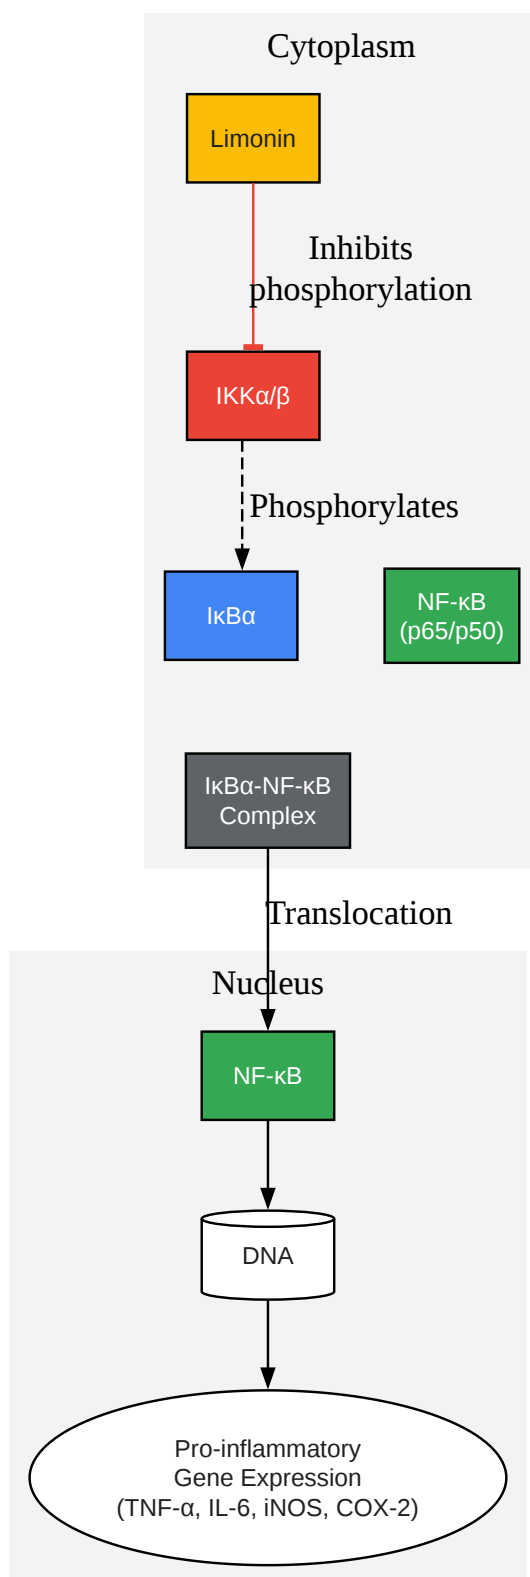 Cytoplasm
Limonin
Inhibits
phosphorylation
IKKα/β
Phosphorylates
IκBα
NF-κB
(p65/p50)
IκBα-NF-κB
Complex
Translocation
Nucleus
NF-κB
DNA
Pro-inflammatory
Gene Expression
(TNF-α, IL-6, iNOS, COX-2)